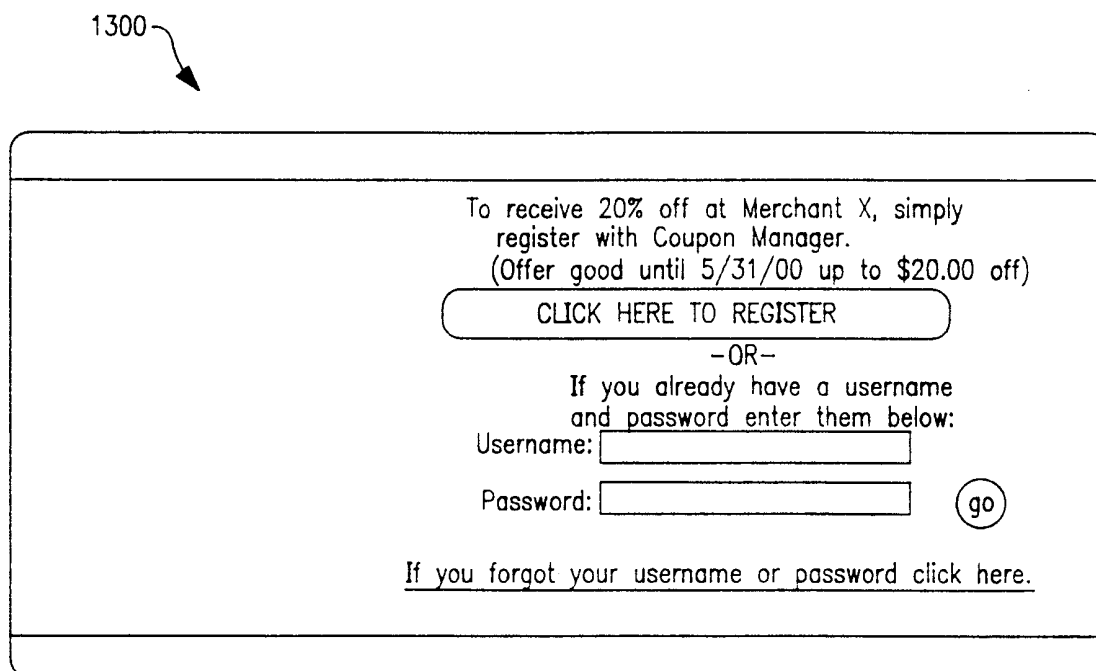 1300
To receive 20% off at Merchant X, simply
register with Coupon Manager.
(Offer good until 5/31/00 up to $20.00 off)
CLICK HERE TO REGISTER
-OR-
If you already have a username
and password enter them below:
Username:
Password:
go
If you forgot your username or password click here.